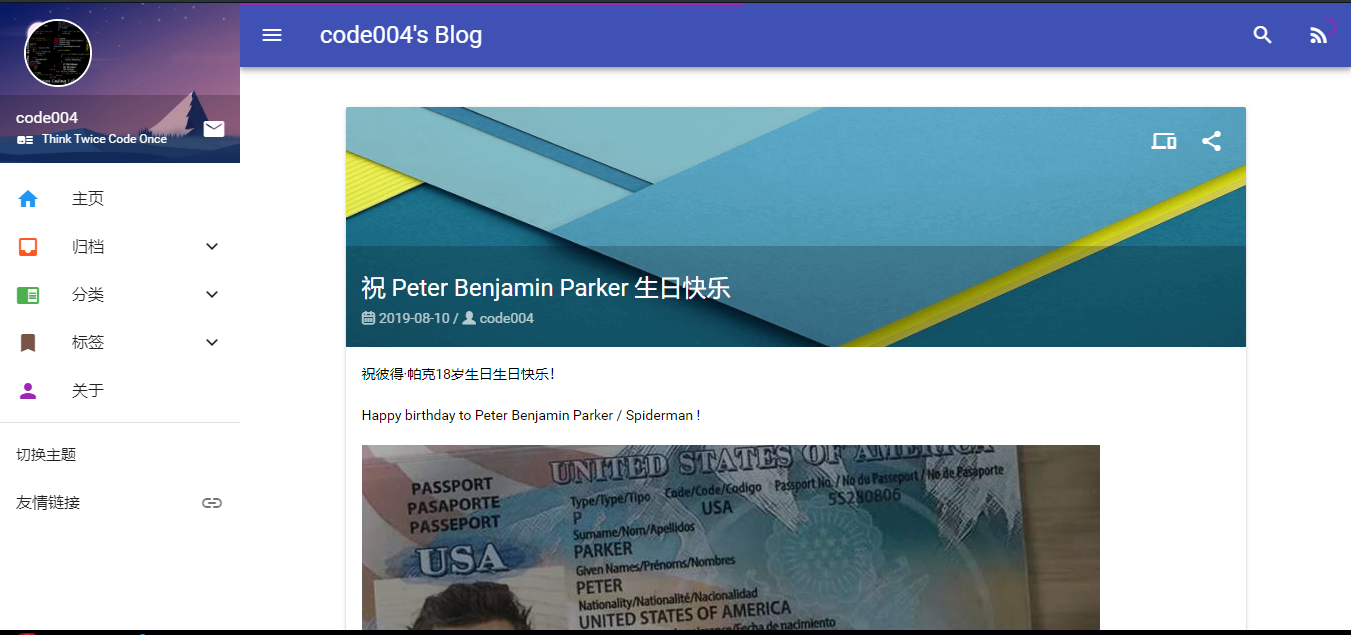 code004's Blog
code004
Think Twice Code Once
主页
归档
分类
标签
关于
切换主题
友情链接
祝 Peter Benjamin Parker 生日快乐
2019-08-10 / code004
祝彼得·帕克18岁生日生日快乐！
Happy birthday to Peter Benjamin Parker / Spiderman !
UNITED STATES OF AMERICA
PASSPORT
PASAPORTE
PASSEPORT
USA
Type/Type/Tipo Code/Code/Codigo Passport No. / No du Passeport / No de Pasaporte
P USA 5S280806
Surname/Nom/Apellidos
PARKER
Given Names/Prénoms/Nombres
PETER
Nationality/Nationalité/Nacionalidad
UNITED STATES OF AMERICA